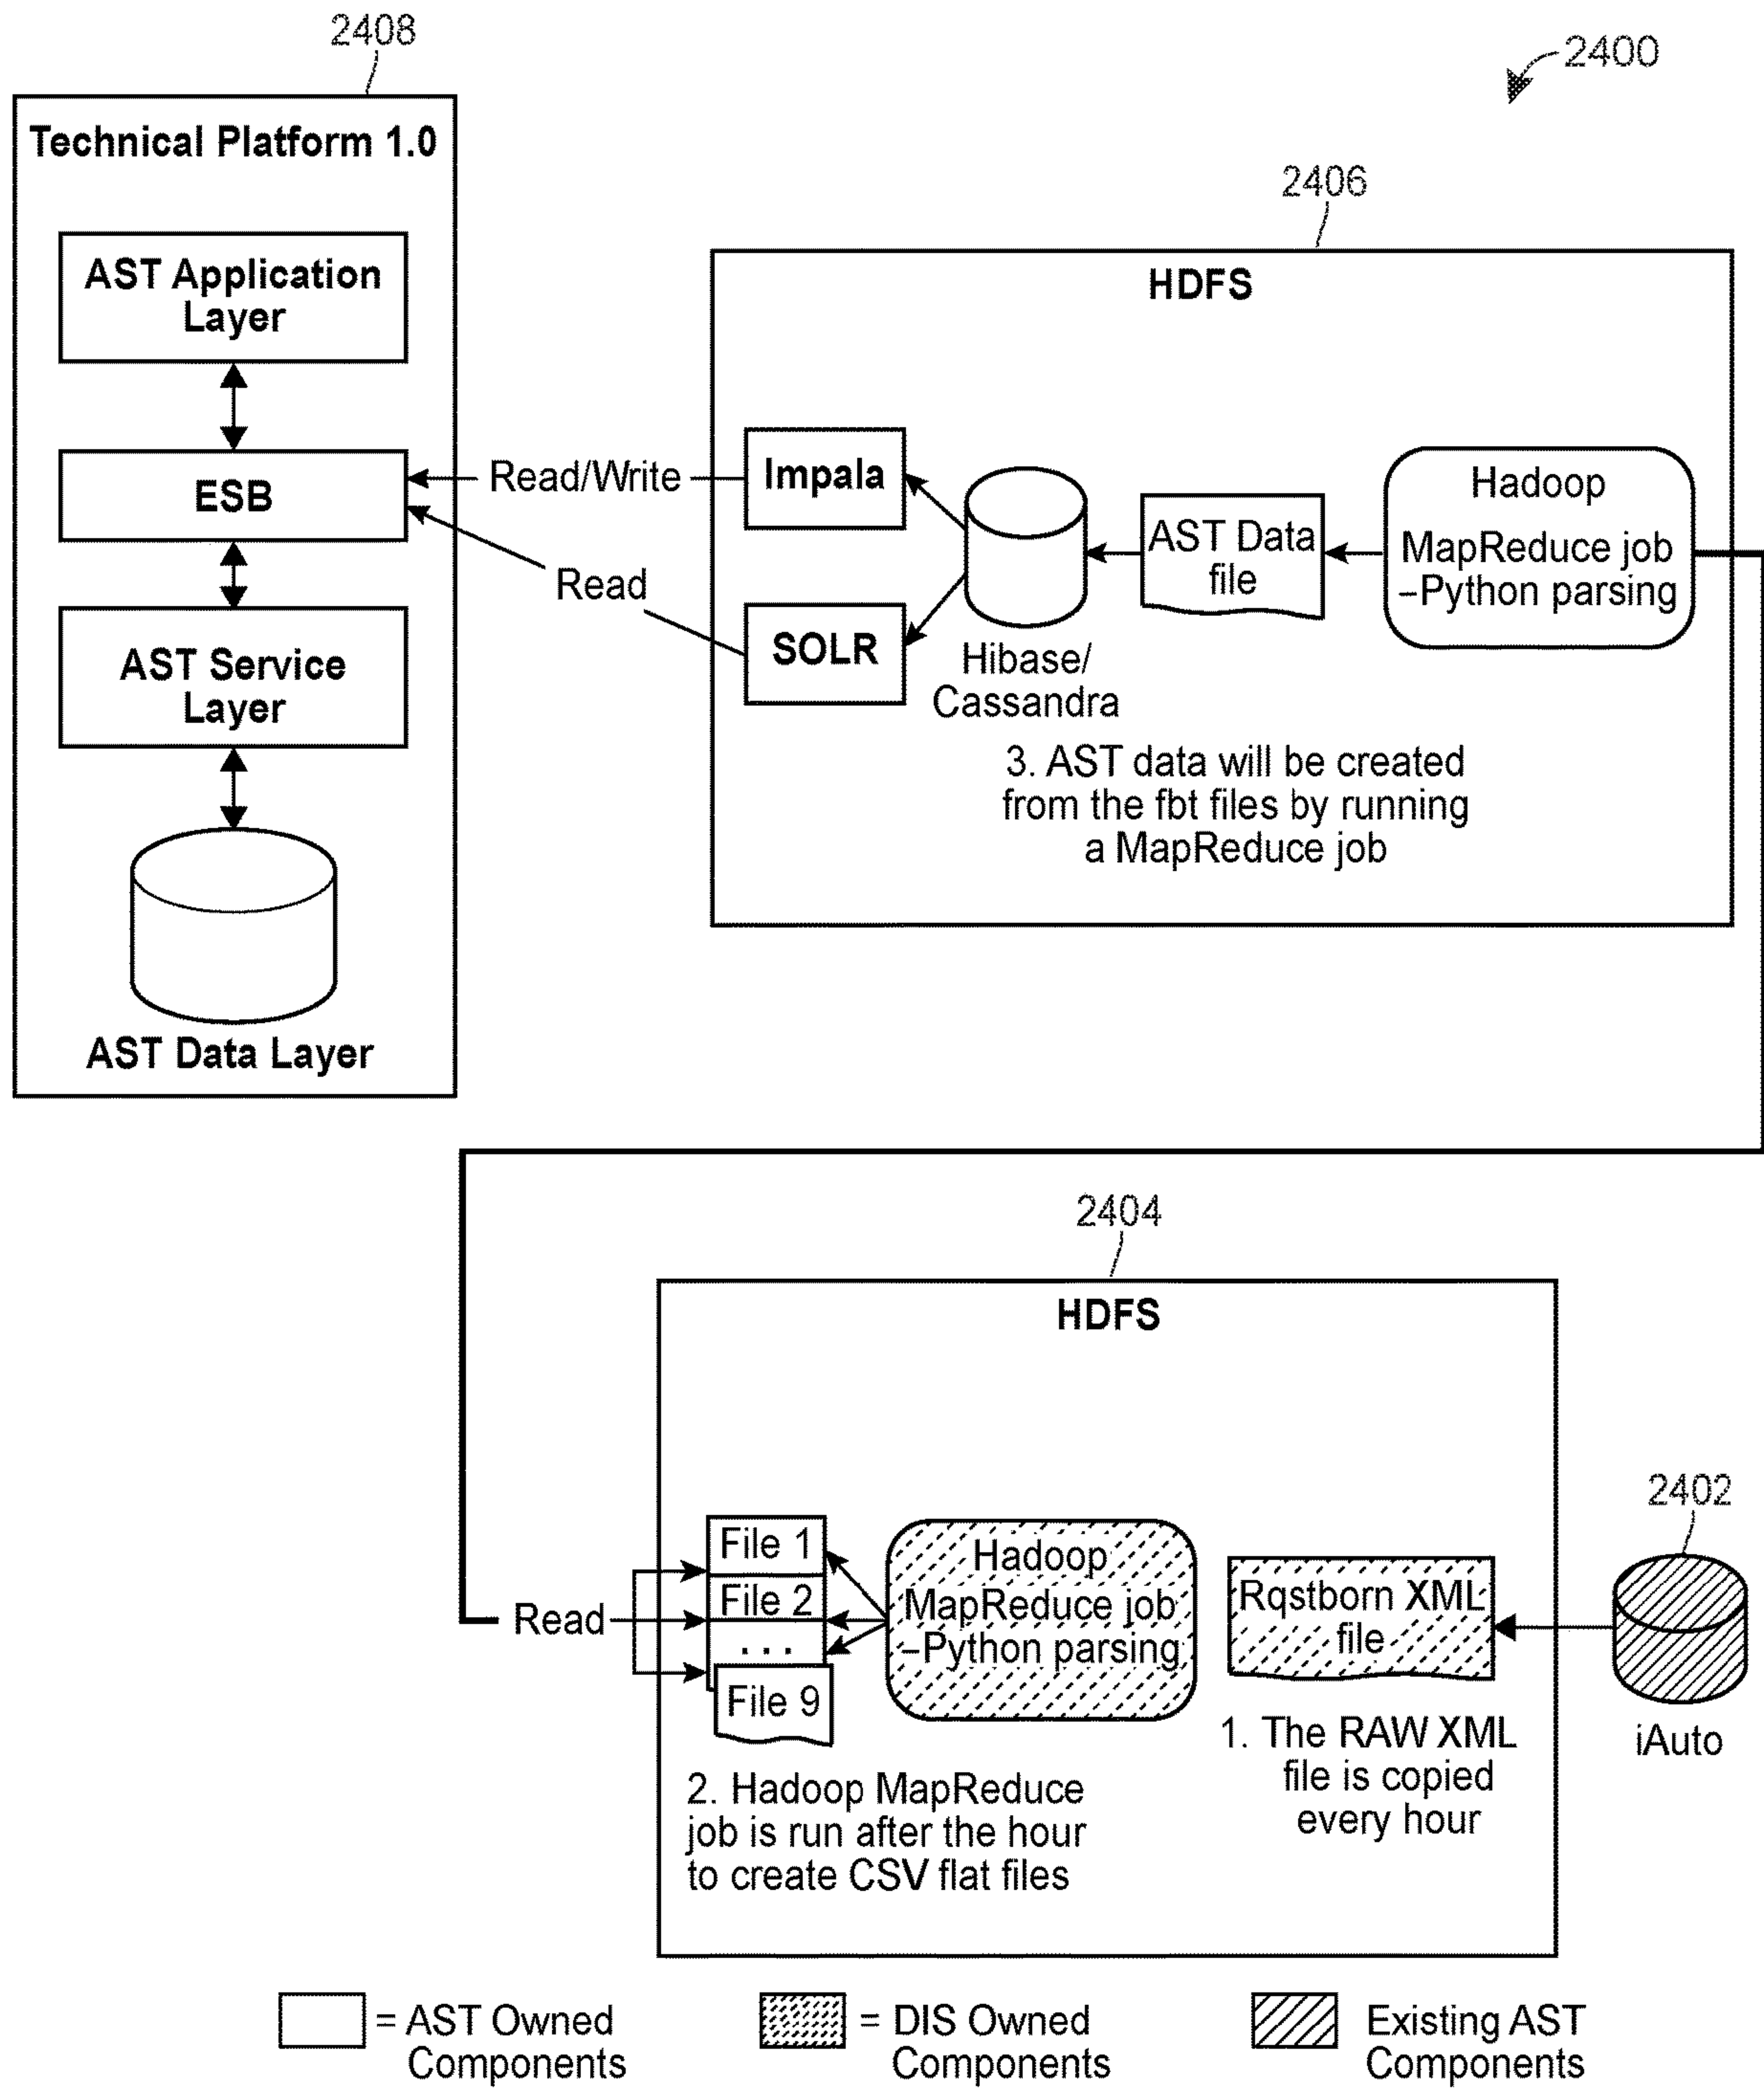 2408
2400
Technical Platform 1.0
2406
AST Application
Layer
HDFS
ESB
Read/Write
Impala
Hadoop
MapReduce job
–Python parsing
AST Data
file
Read
SOLR
Hibase/
Cassandra
AST Service
Layer
3. AST data will be created
from the fbt files by running
a MapReduce job
AST Data Layer
2404
HDFS
2402
File 1
File 2
. . .
File 9
Read
Hadoop
MapReduce job
–Python parsing
Rqstborn XML
file
iAuto
1. The RAW XML
file is copied
every hour
2. Hadoop MapReduce
job is run after the hour
to create CSV flat files
= AST Owned
Components
= DIS Owned
Components
Existing AST
Components